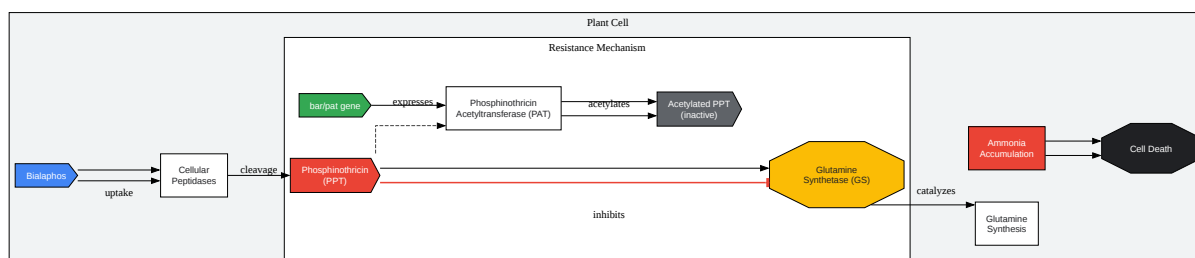 Plant Cell
Resistance Mechanism
bar/pat gene
expresses
Phosphinothricin
Acetyltransferase (PAT)
acetylates
Acetylated PPT
(inactive)
Bialaphos
uptake
Cellular
Peptidases
cleavage
Phosphinothricin
(PPT)
inhibits
Glutamine
Synthetase (GS)
catalyzes
Glutamine
Synthesis
Ammonia
Accumulation
Cell Death